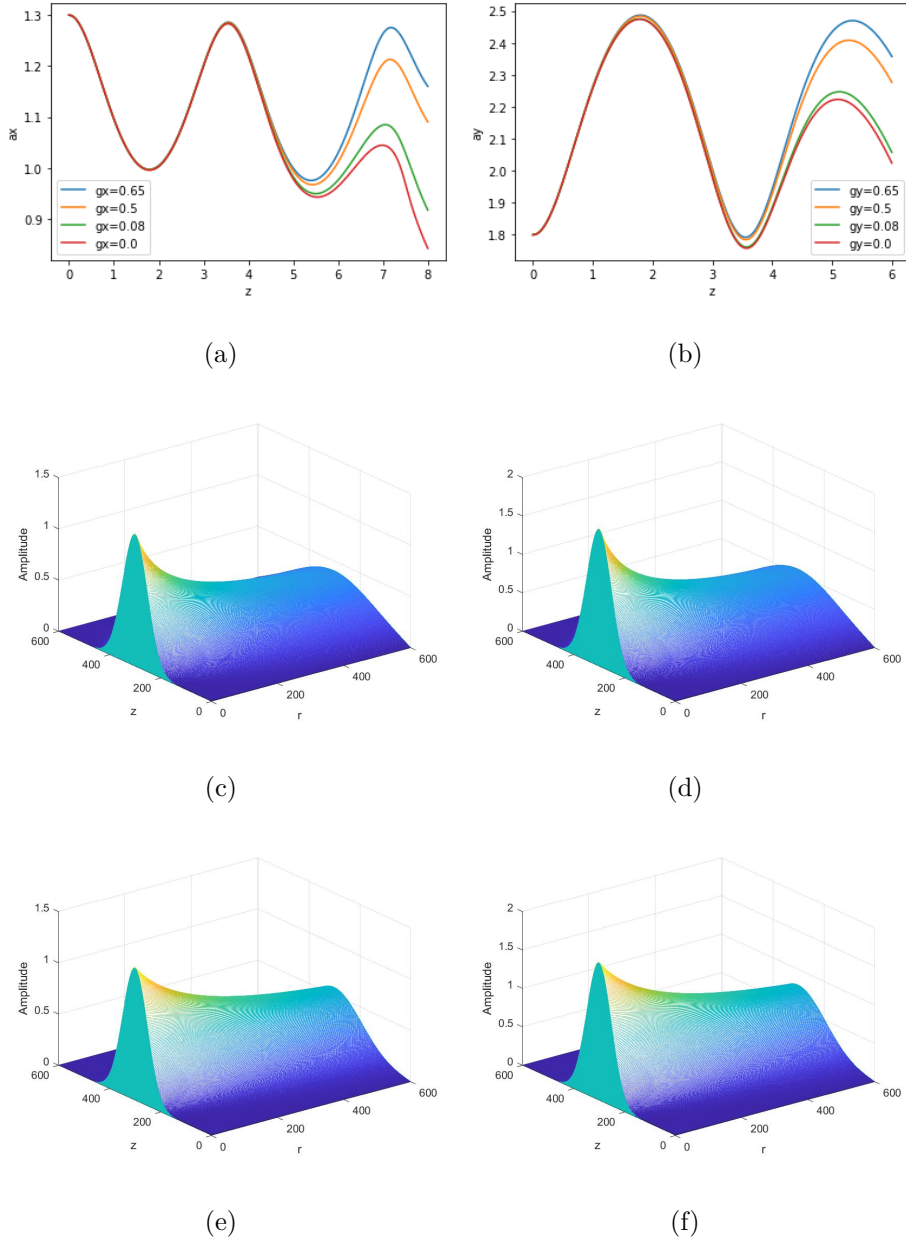 1.3
1.2
1.1
1.0
0.9
ax
gx=0.65
gx=0.5
gx=0.08
gx=0.0
0 1 2 3 4 5 6 7 8
z
2.5
2.4
2.3
2.2
2.1
2.0
1.9
1.8
ay
gy=0.65
gy=0.5
gy=0.08
gy=0.0
0 1 2 3 4 5 6
z
(a)
(b)
1.5
1
0.5
0
Amplitude
600
400
200
0
z
0
200
400
600
r
2
1.5
1
0.5
0
Amplitude
600
400
200
0
z
0
200
400
600
r
(c)
(d)
1.5
1
0.5
0
Amplitude
600
400
200
0
z
0
200
400
600
r
2
1.5
1
0.5
0
Amplitude
600
400
200
0
z
0
200
400
600
r
(e)
(f)